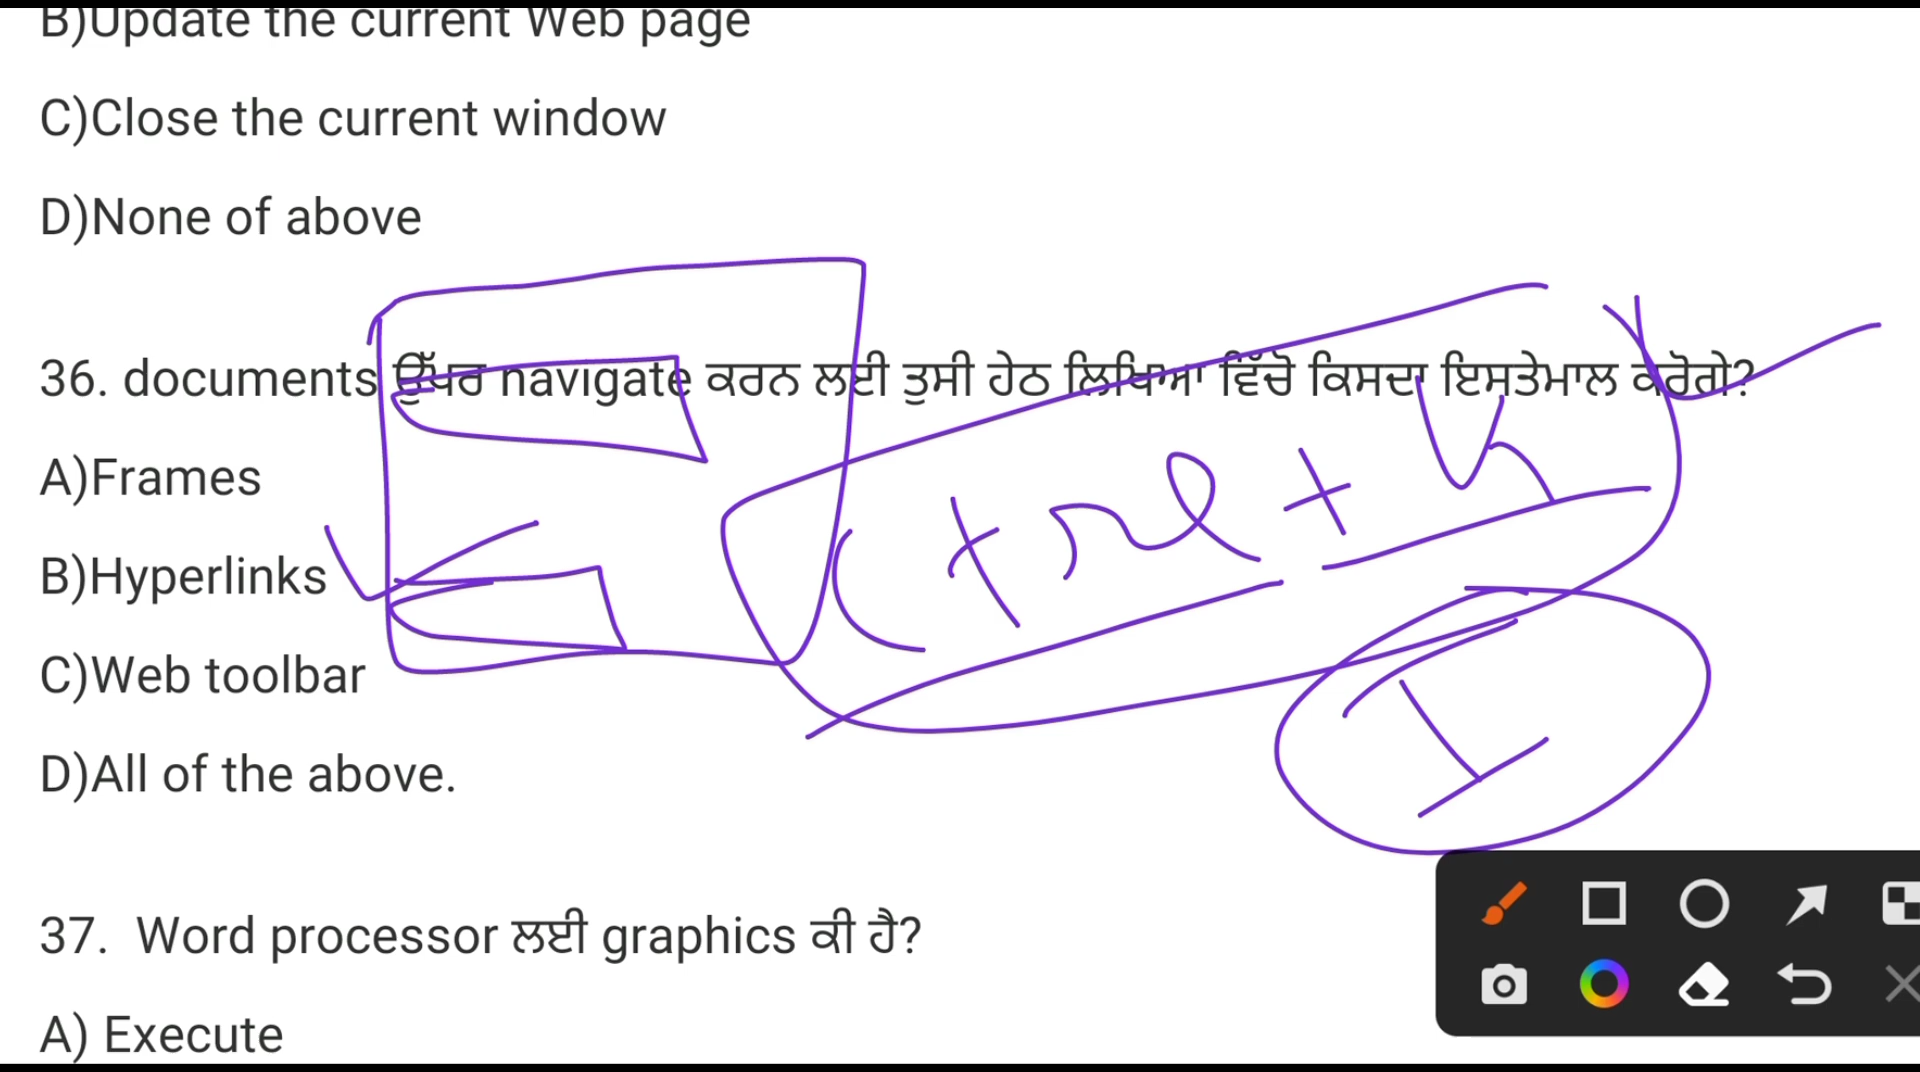 B)Update the current Web page
C)Close the current window
D)None of above
36. documents ਉੱਪਰ navigate ਕਰਨ ਲਈ ਤੁਸੀ ਹੇਠ ਲਿਖਿਆ ਵਿੱਚੋ ਕਿਸਦਾ ਇਸਤੇਮਾਲ ਕਰੋਗੇ?
A)Frames
B)Hyperlinks
C)Web toolbar
D)All of the above.
Ctrl + K
I
37. Word processor ਲਈ graphics ਕੀ ਹੈ?
A) Execute